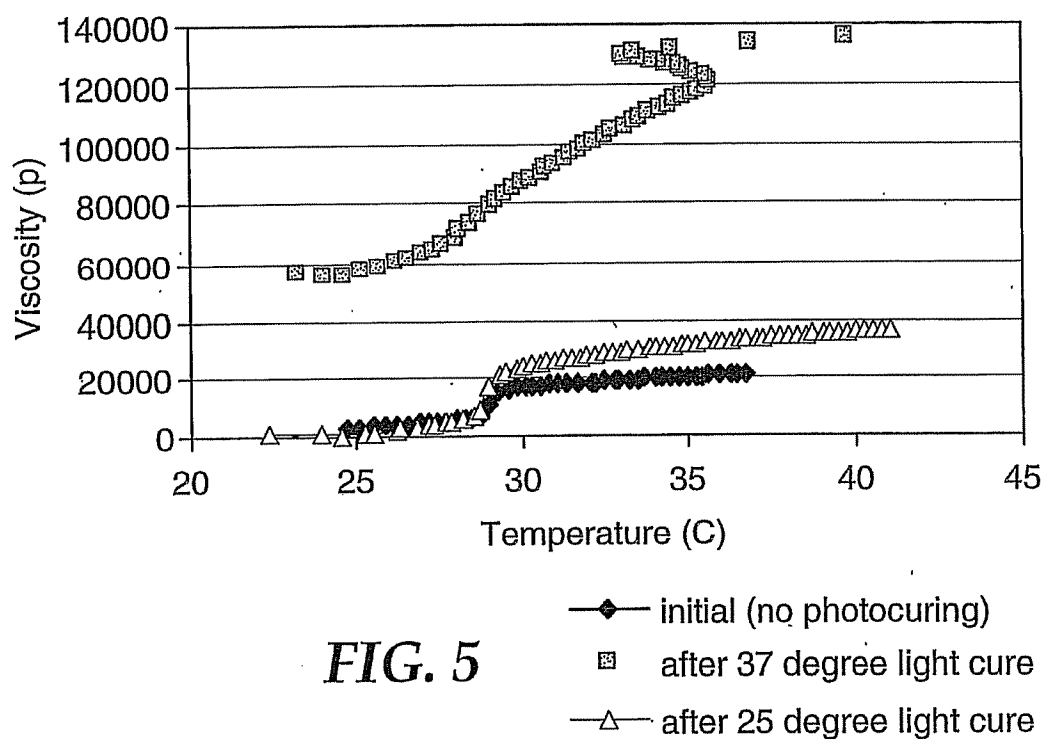 140000
120000
100000
80000
60000
40000
20000
0
Viscosity (p)
20 25 30 35 40 45
Temperature (C)
initial (no photocuring)
after 37 degree light cure
after 25 degree light cure
FIG. 5